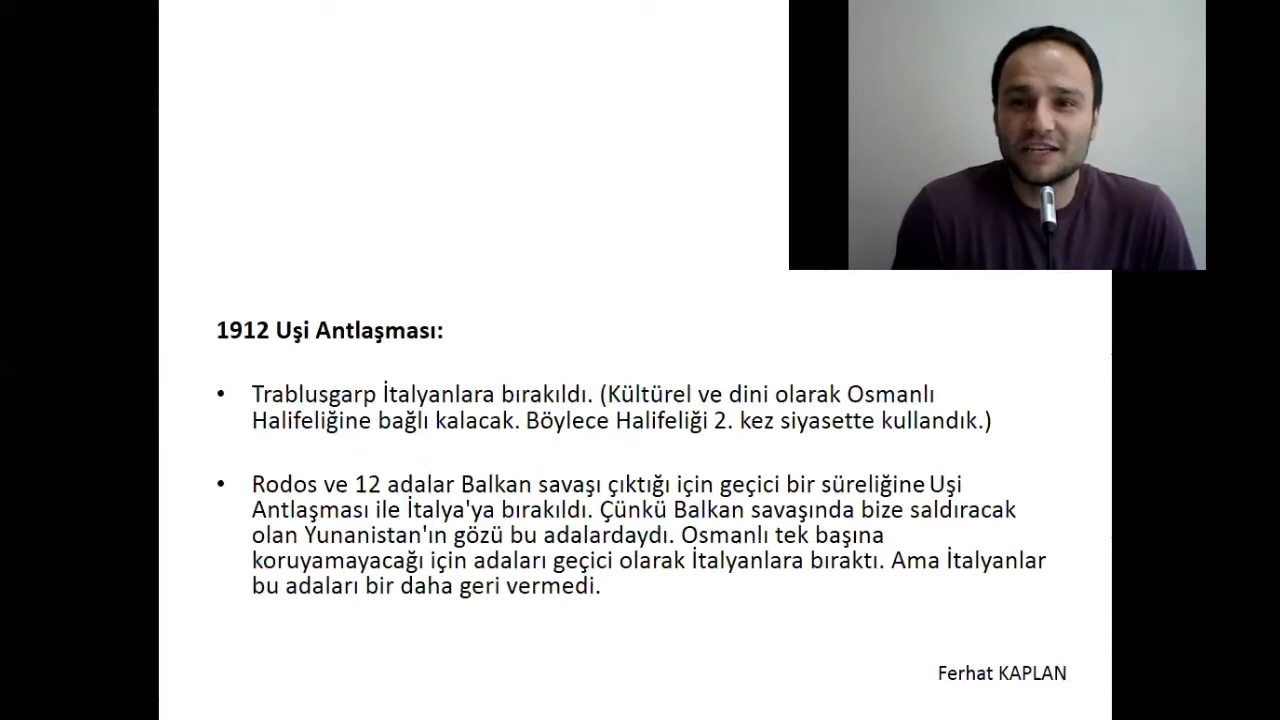 1912 Uşi Antlaşması:
• Trablusgarp İtalyanlara bırakıldı. (Kültürel ve dini olarak Osmanlı
Halifeliğine bağlı kalacak. Böylece Halifeliği 2. kez siyasette kullandık.)
• Rodos ve 12 adalar Balkan savaşı çıktığı için geçici bir süreliğine Uşi
Antlaşması ile İtalya'ya bırakıldı. Çünkü Balkan savaşında bize saldıracak
olan Yunanistan'ın gözü bu adalardaydı. Osmanlı tek başına
koruyamayacağı için adaları geçici olarak İtalyanlara bıraktı. Ama İtalyanlar
bu adaları bir daha geri vermedi.
Ferhat KAPLAN